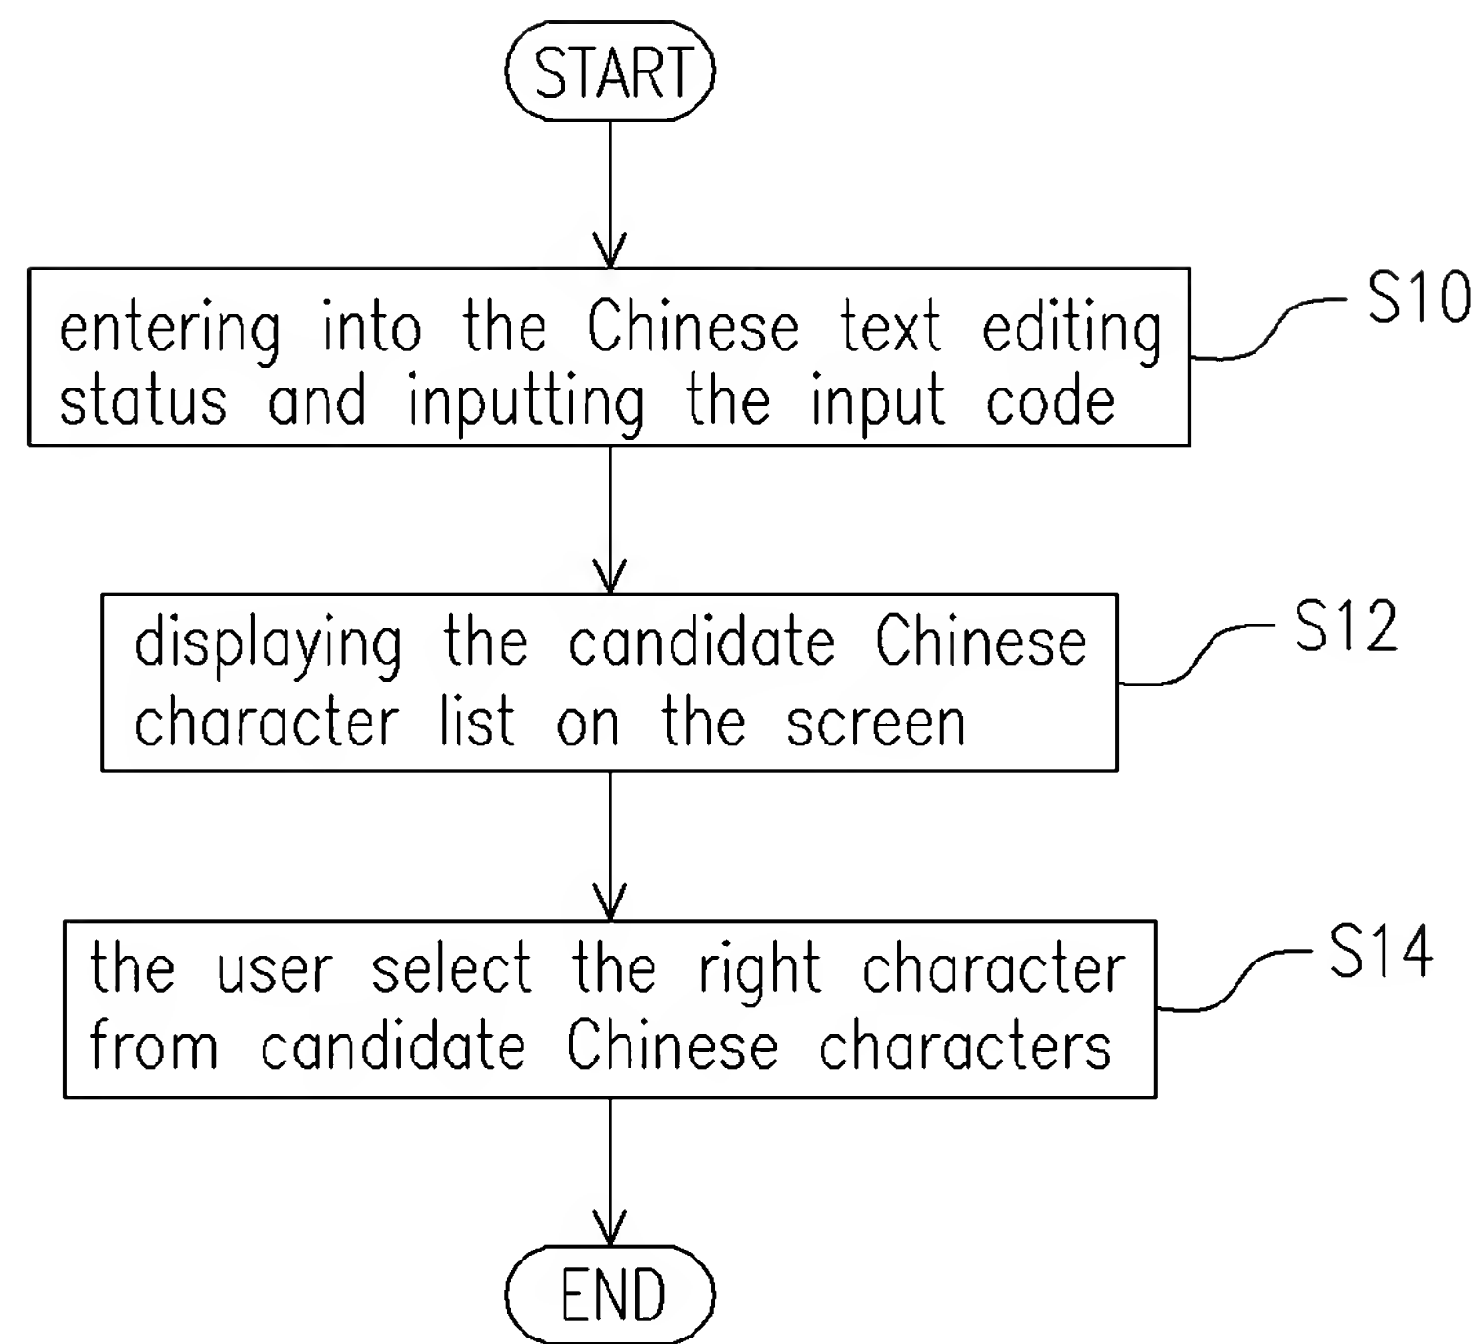 START
entering into the Chinese text editing
status and inputting the input code
S10
displaying the candidate Chinese
character list on the screen
S12
the user select the right character
from candidate Chinese characters
S14
END